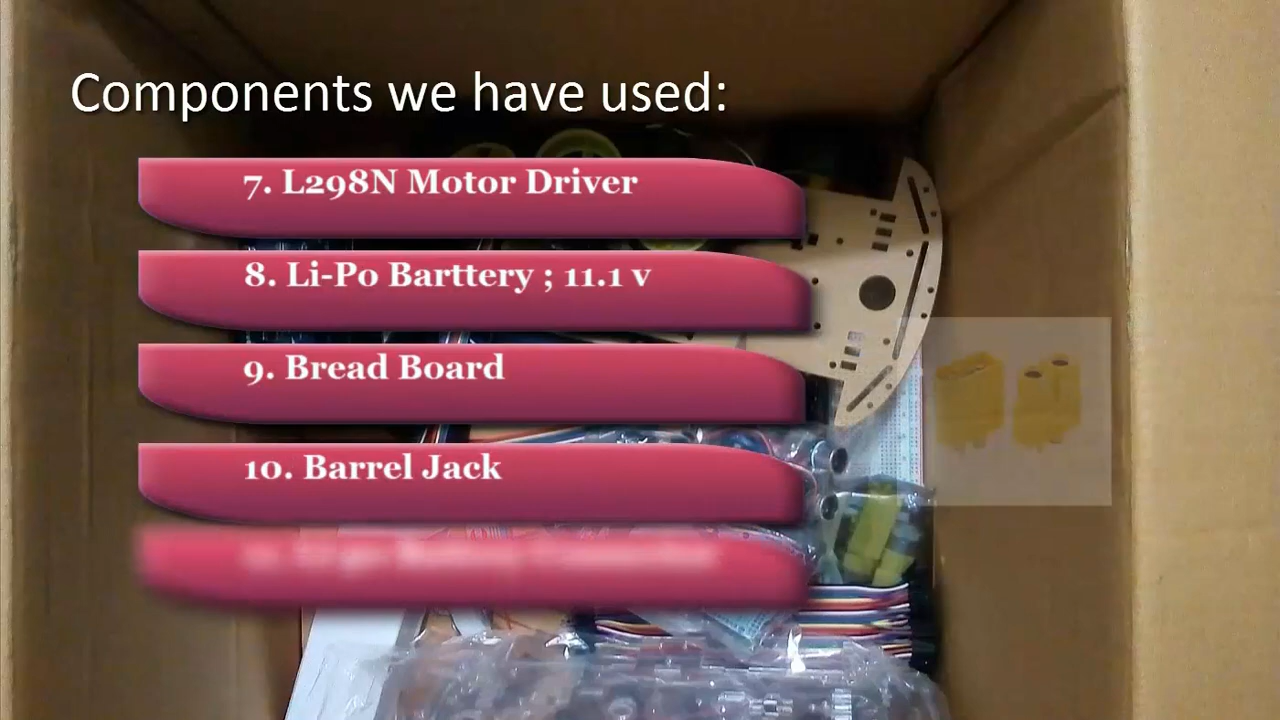 Components we have used:
7. L298N Motor Driver
8. Li-Po Barttery ; 11.1 v
9. Bread Board
10. Barrel Jack